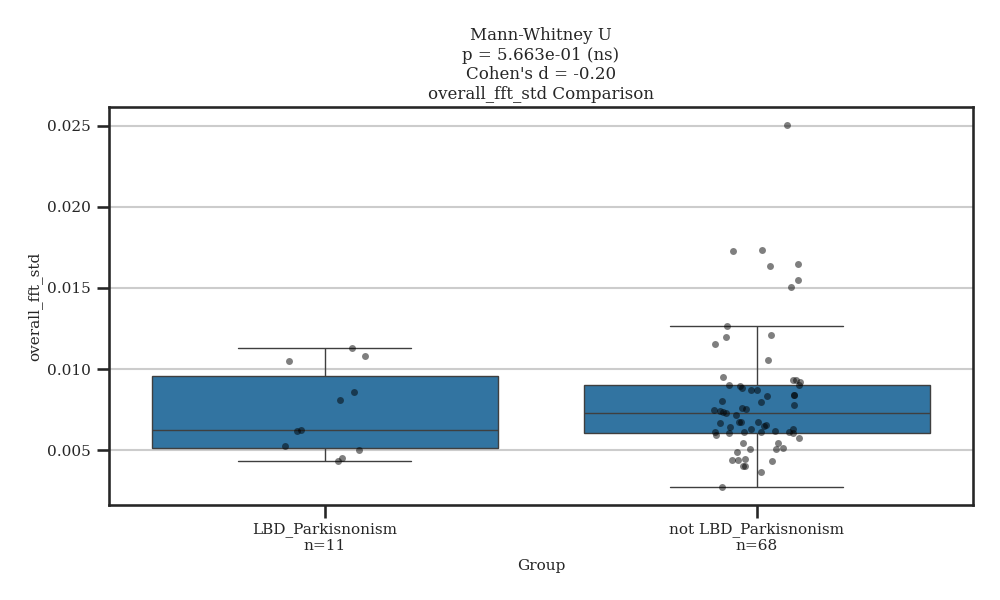 Mann-Whitney U
p = 5.663e-01 (ns)
Cohen's d = -0.20
overall_fft_std Comparison
0.025
0.020
0.015
0.010
0.005
overall_fft_std
LBD_Parkisnonism
n=11
not LBD_Parkisnonism
n=68
Group